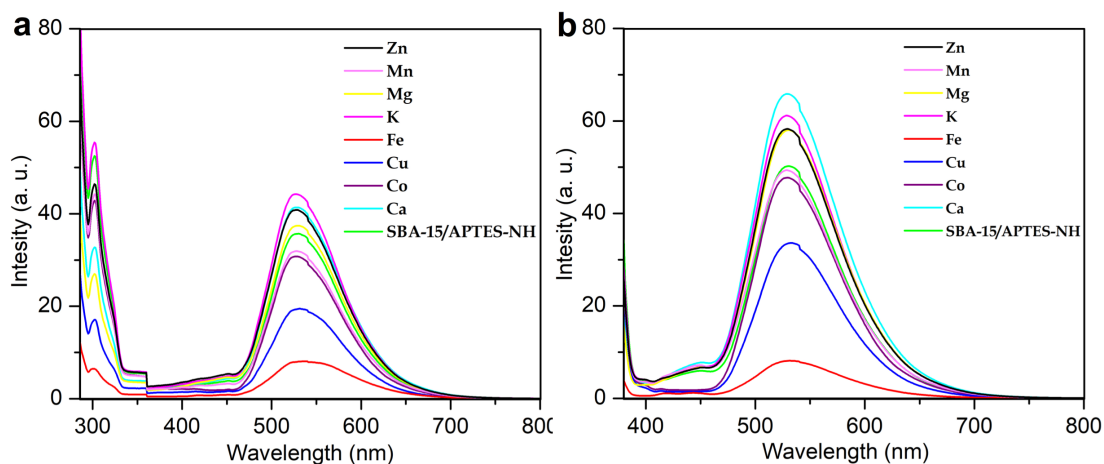 a
Intesity (a. u.)
80
60
40
20
0
Zn
Mn
Mg
K
Fe
Cu
Co
Ca
SBA-15/APTES-NH
300 400 500 600 700 800
Wavelength (nm)
b
Intesity (a. u.)
80
60
40
20
0
Zn
Mn
Mg
K
Fe
Cu
Co
Ca
SBA-15/APTES-NH
400 500 600 700 800
Wavelength (nm)